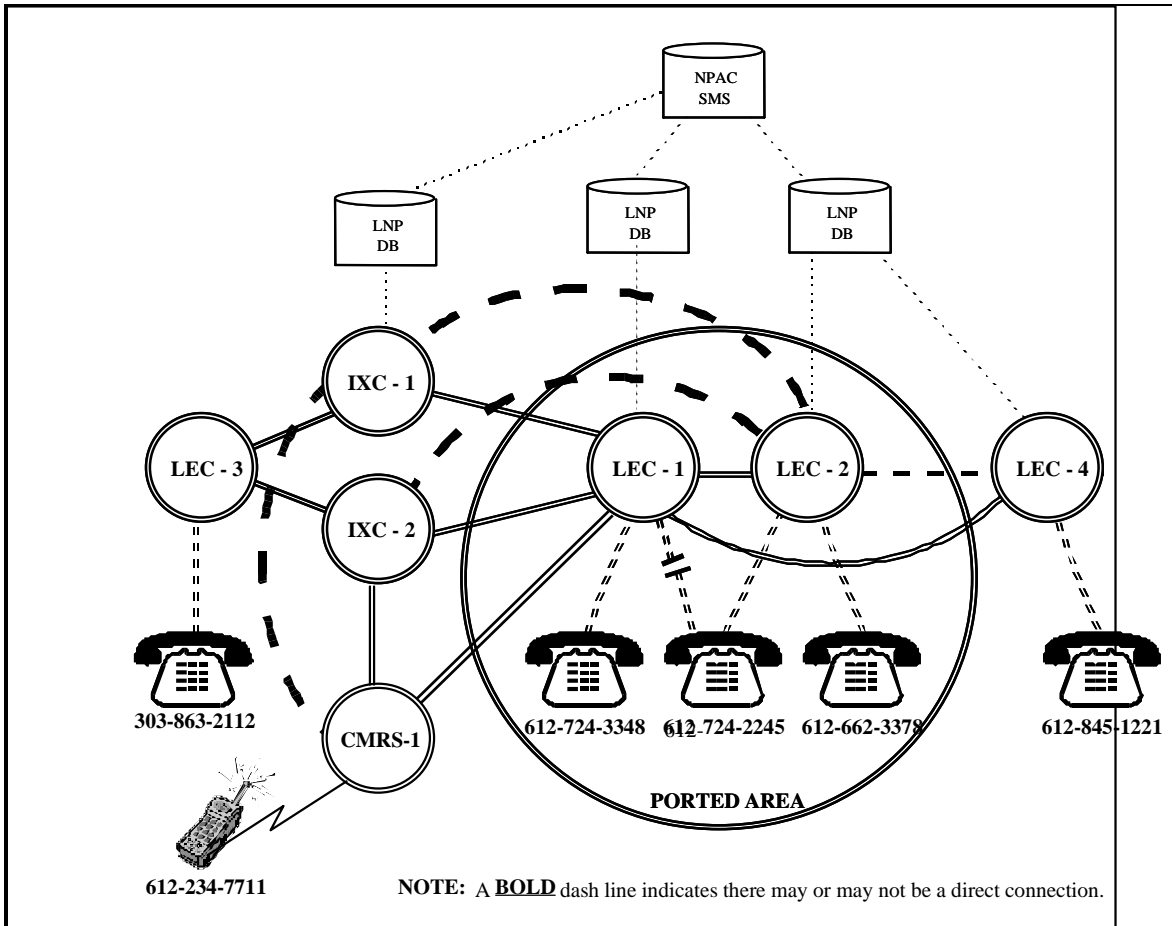 NPAC
SMS
LNP
DB
LNP
DB
LNP
DB
IXC - 1
LEC - 3
LEC - 1
LEC - 2
LEC - 4
IXC - 2
303-863-2112
612-724-3348
612-724-2245
612-
612-662-3378
612-845-1221
CMRS-1
PORTED AREA
612-234-7711
NOTE: A BOLD dash line indicates there may or may not be a direct connection.